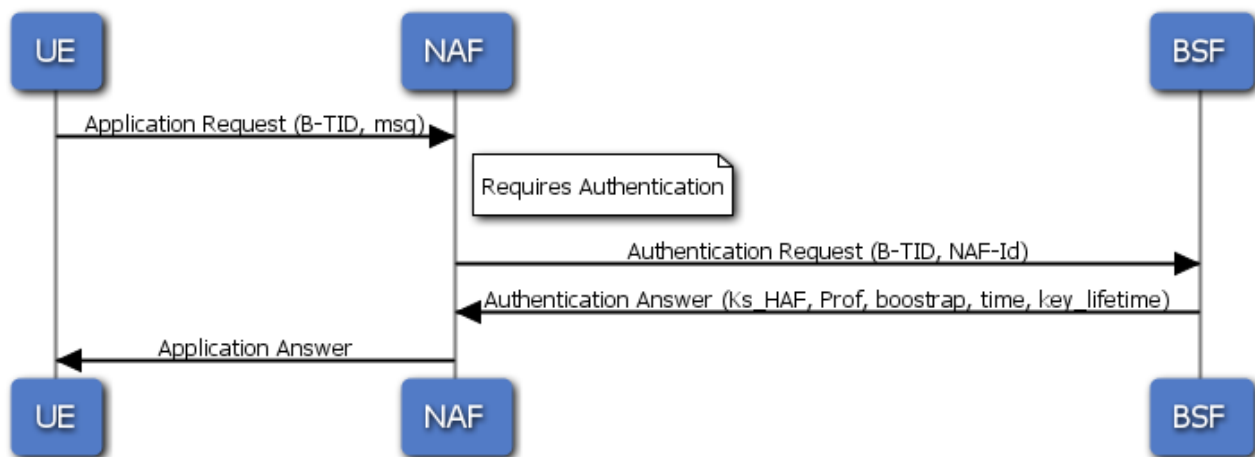 UE NAF BSF
Application Request (B-TID, msg)
Requires Authentication
Authentication Request (B-TID, NAF-Id)
Authentication Answer (Ks_HAF, Prof, boostrap, time, key_lifetime)
Application Answer
UE NAF BSF